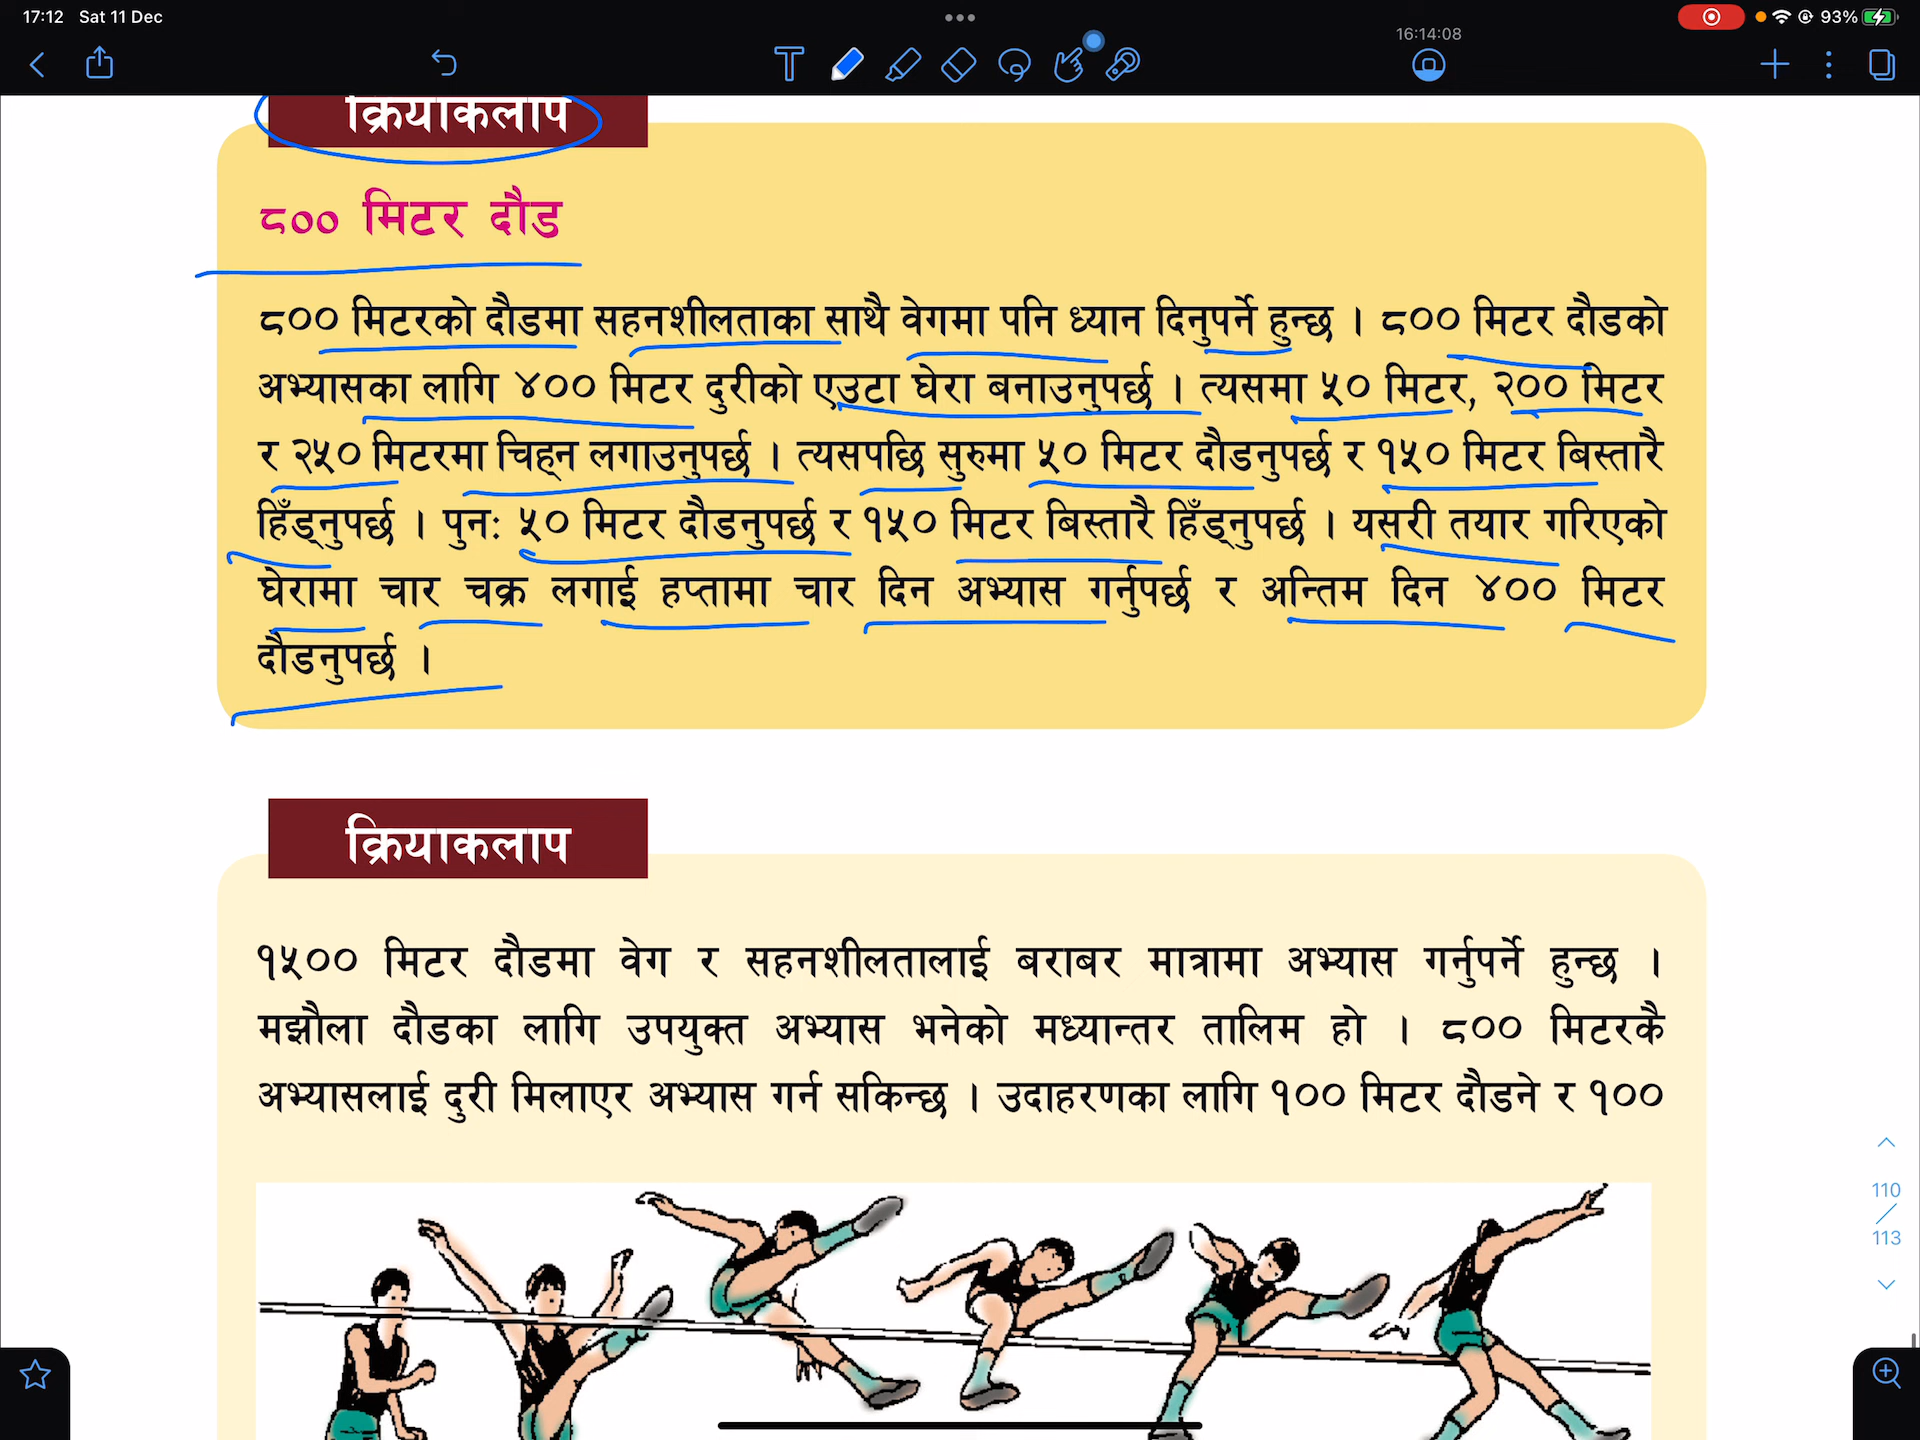 17:12 Sat 11 Dec
93%
16:14:08
क्रियाकलाप
८०० मिटर दौड
८०० मिटरको दौडमा सहनशीलताका साथै वेगमा पनि ध्यान दिनुपर्ने हुन्छ । ८०० मिटर दौडको
अभ्यासका लागि ४०० मिटर दुरीको एउटा घेरा बनाउनुपर्छ । त्यसमा ५० मिटर, २०० मिटर
र २५० मिटरमा चिह्न लगाउनुपर्छ । त्यसपछि सुरुमा ५० मिटर दौडनुपर्छ र १५० मिटर बिस्तारै
हिँड्नुपर्छ । पुनः ५० मिटर दौडनुपर्छ र १५० मिटर बिस्तारै हिँड्नुपर्छ । यसरी तयार गरिएको
घेरामा चार चक्र लगाई हप्तामा चार दिन अभ्यास गर्नुपर्छ र अन्तिम दिन ४०० मिटर
दौडनुपर्छ ।
क्रियाकलाप
१५०० मिटर दौडमा वेग र सहनशीलतालाई बराबर मात्रामा अभ्यास गर्नुपर्ने हुन्छ ।
मझौला दौडका लागि उपयुक्त अभ्यास भनेको मध्यान्तर तालिम हो । ८०० मिटरकै
अभ्यासलाई दुरी मिलाएर अभ्यास गर्न सकिन्छ । उदाहरणका लागि १०० मिटर दौडने र १००
110
113